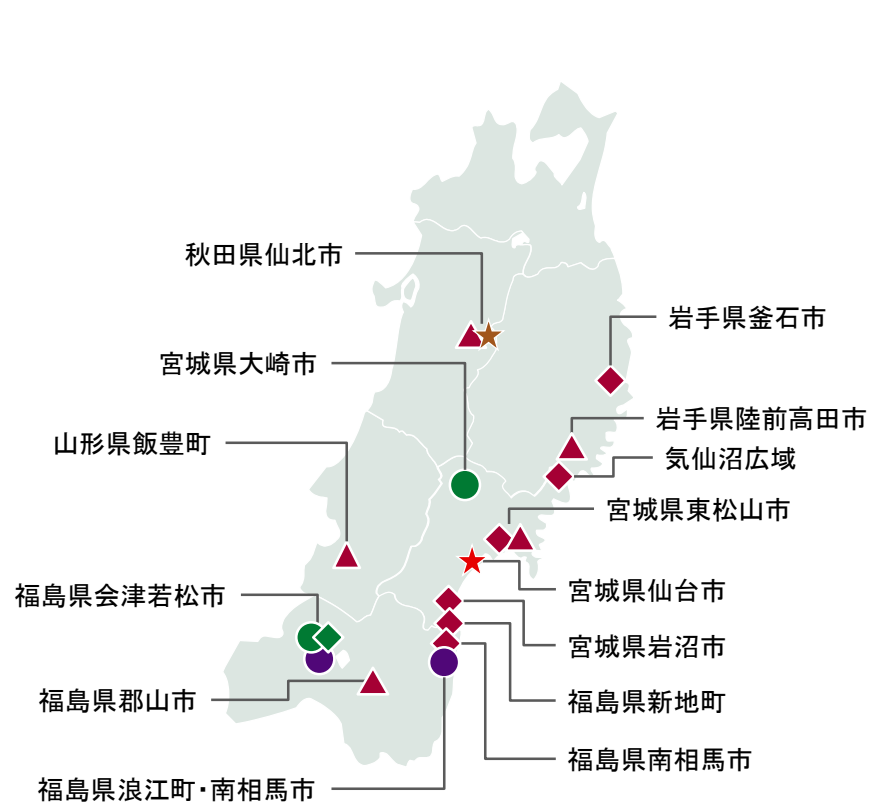 秋田県仙北市
岩手県釜石市
宮城県大崎市
岩手県陸前高田市
山形県飯豊町
気仙沼広域
宮城県東松山市
宮城県仙台市
福島県会津若松市
宮城県岩沼市
福島県郡山市
福島県新地町
福島県南相馬市
福島県浪江町・南相馬市